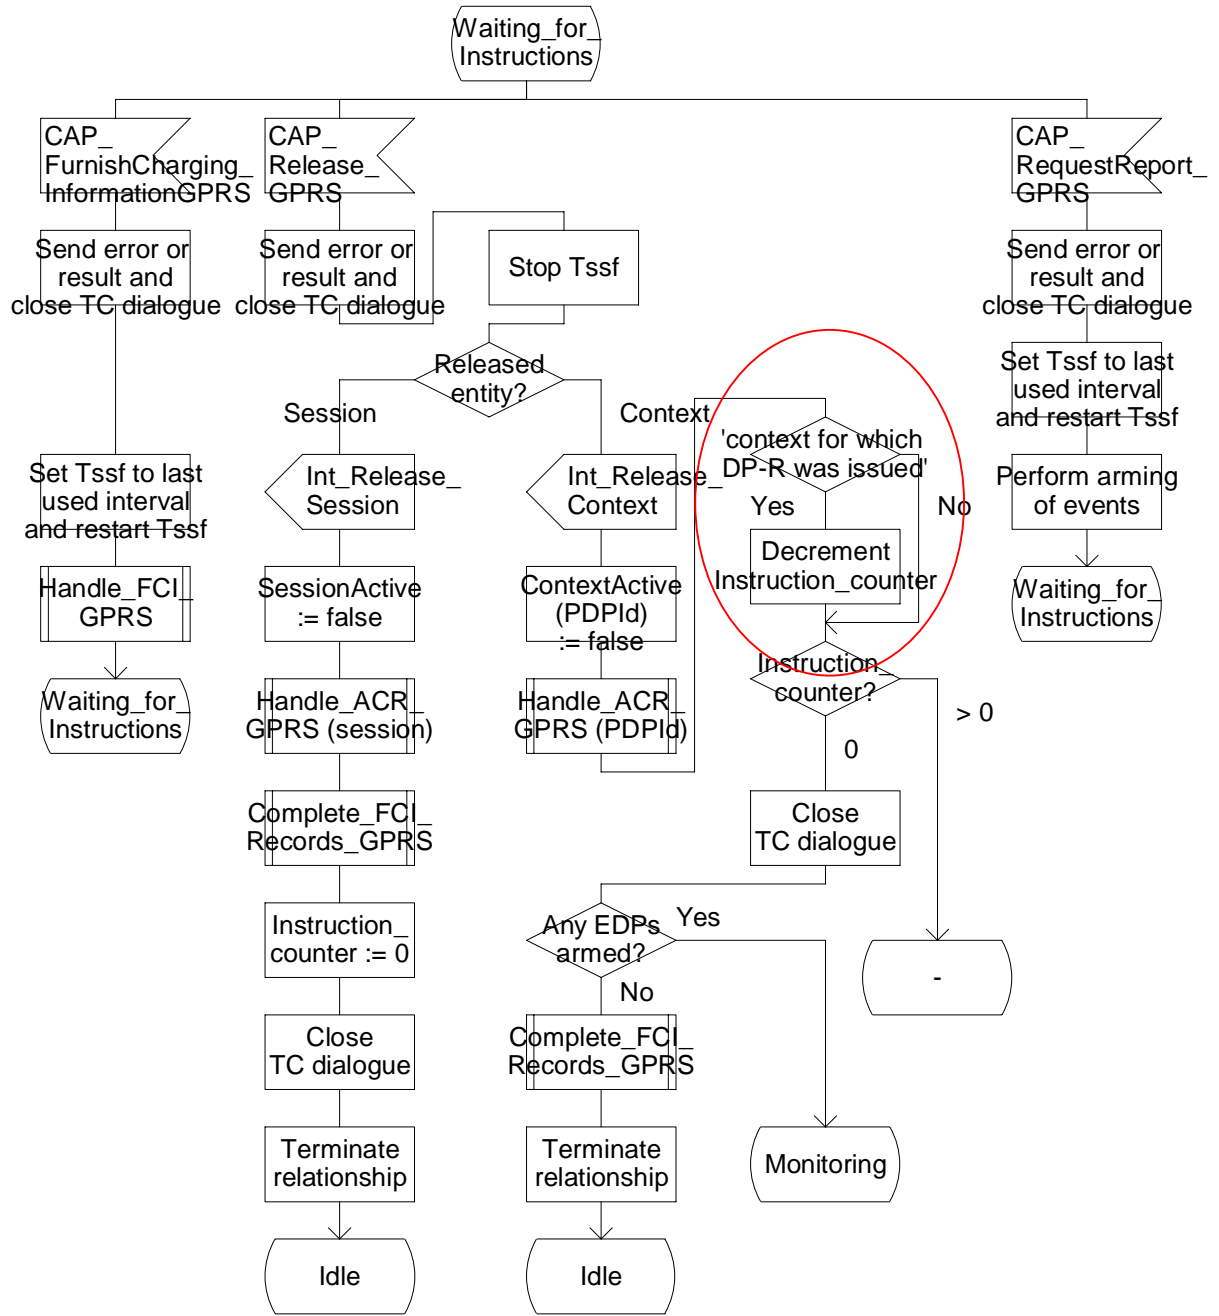 Waiting_for_
Instructions
CAP_
FurnishCharging_
InformationGPRS
Send error or
result and
close TC dialogue
Set Tssf to last
used interval
and restart Tssf
Handle_FCI_
GPRS
Waiting_for_
Instructions
CAP_
Release_
GPRS
Send error or
result and
close TC dialogue
Stop Tssf
Released
entity?
Session
Int_Release_
Session
SessionActive
:= false
Handle_ACR_
GPRS (session)
Complete_FCI_
Records_GPRS
Instruction_
counter := 0
Close
TC dialogue
Terminate
relationship
Idle
Context
Int_Release_
Context
ContextActive
(PDPId)
:= false
Handle_ACR_
GPRS (PDPId)
'context for which
DP-R was issued'
Yes
No
Decrement
Instruction_counter
Instruction_
counter?
> 0
0
Close
TC dialogue
-
Any EDPs
armed?
Yes
No
Complete_FCI_
Records_GPRS
Terminate
relationship
Idle
Monitoring
CAP_
RequestReport_
GPRS
Send error or
result and
close TC dialogue
Set Tssf to last
used interval
and restart Tssf
Perform arming
of events
Waiting_for_
Instructions